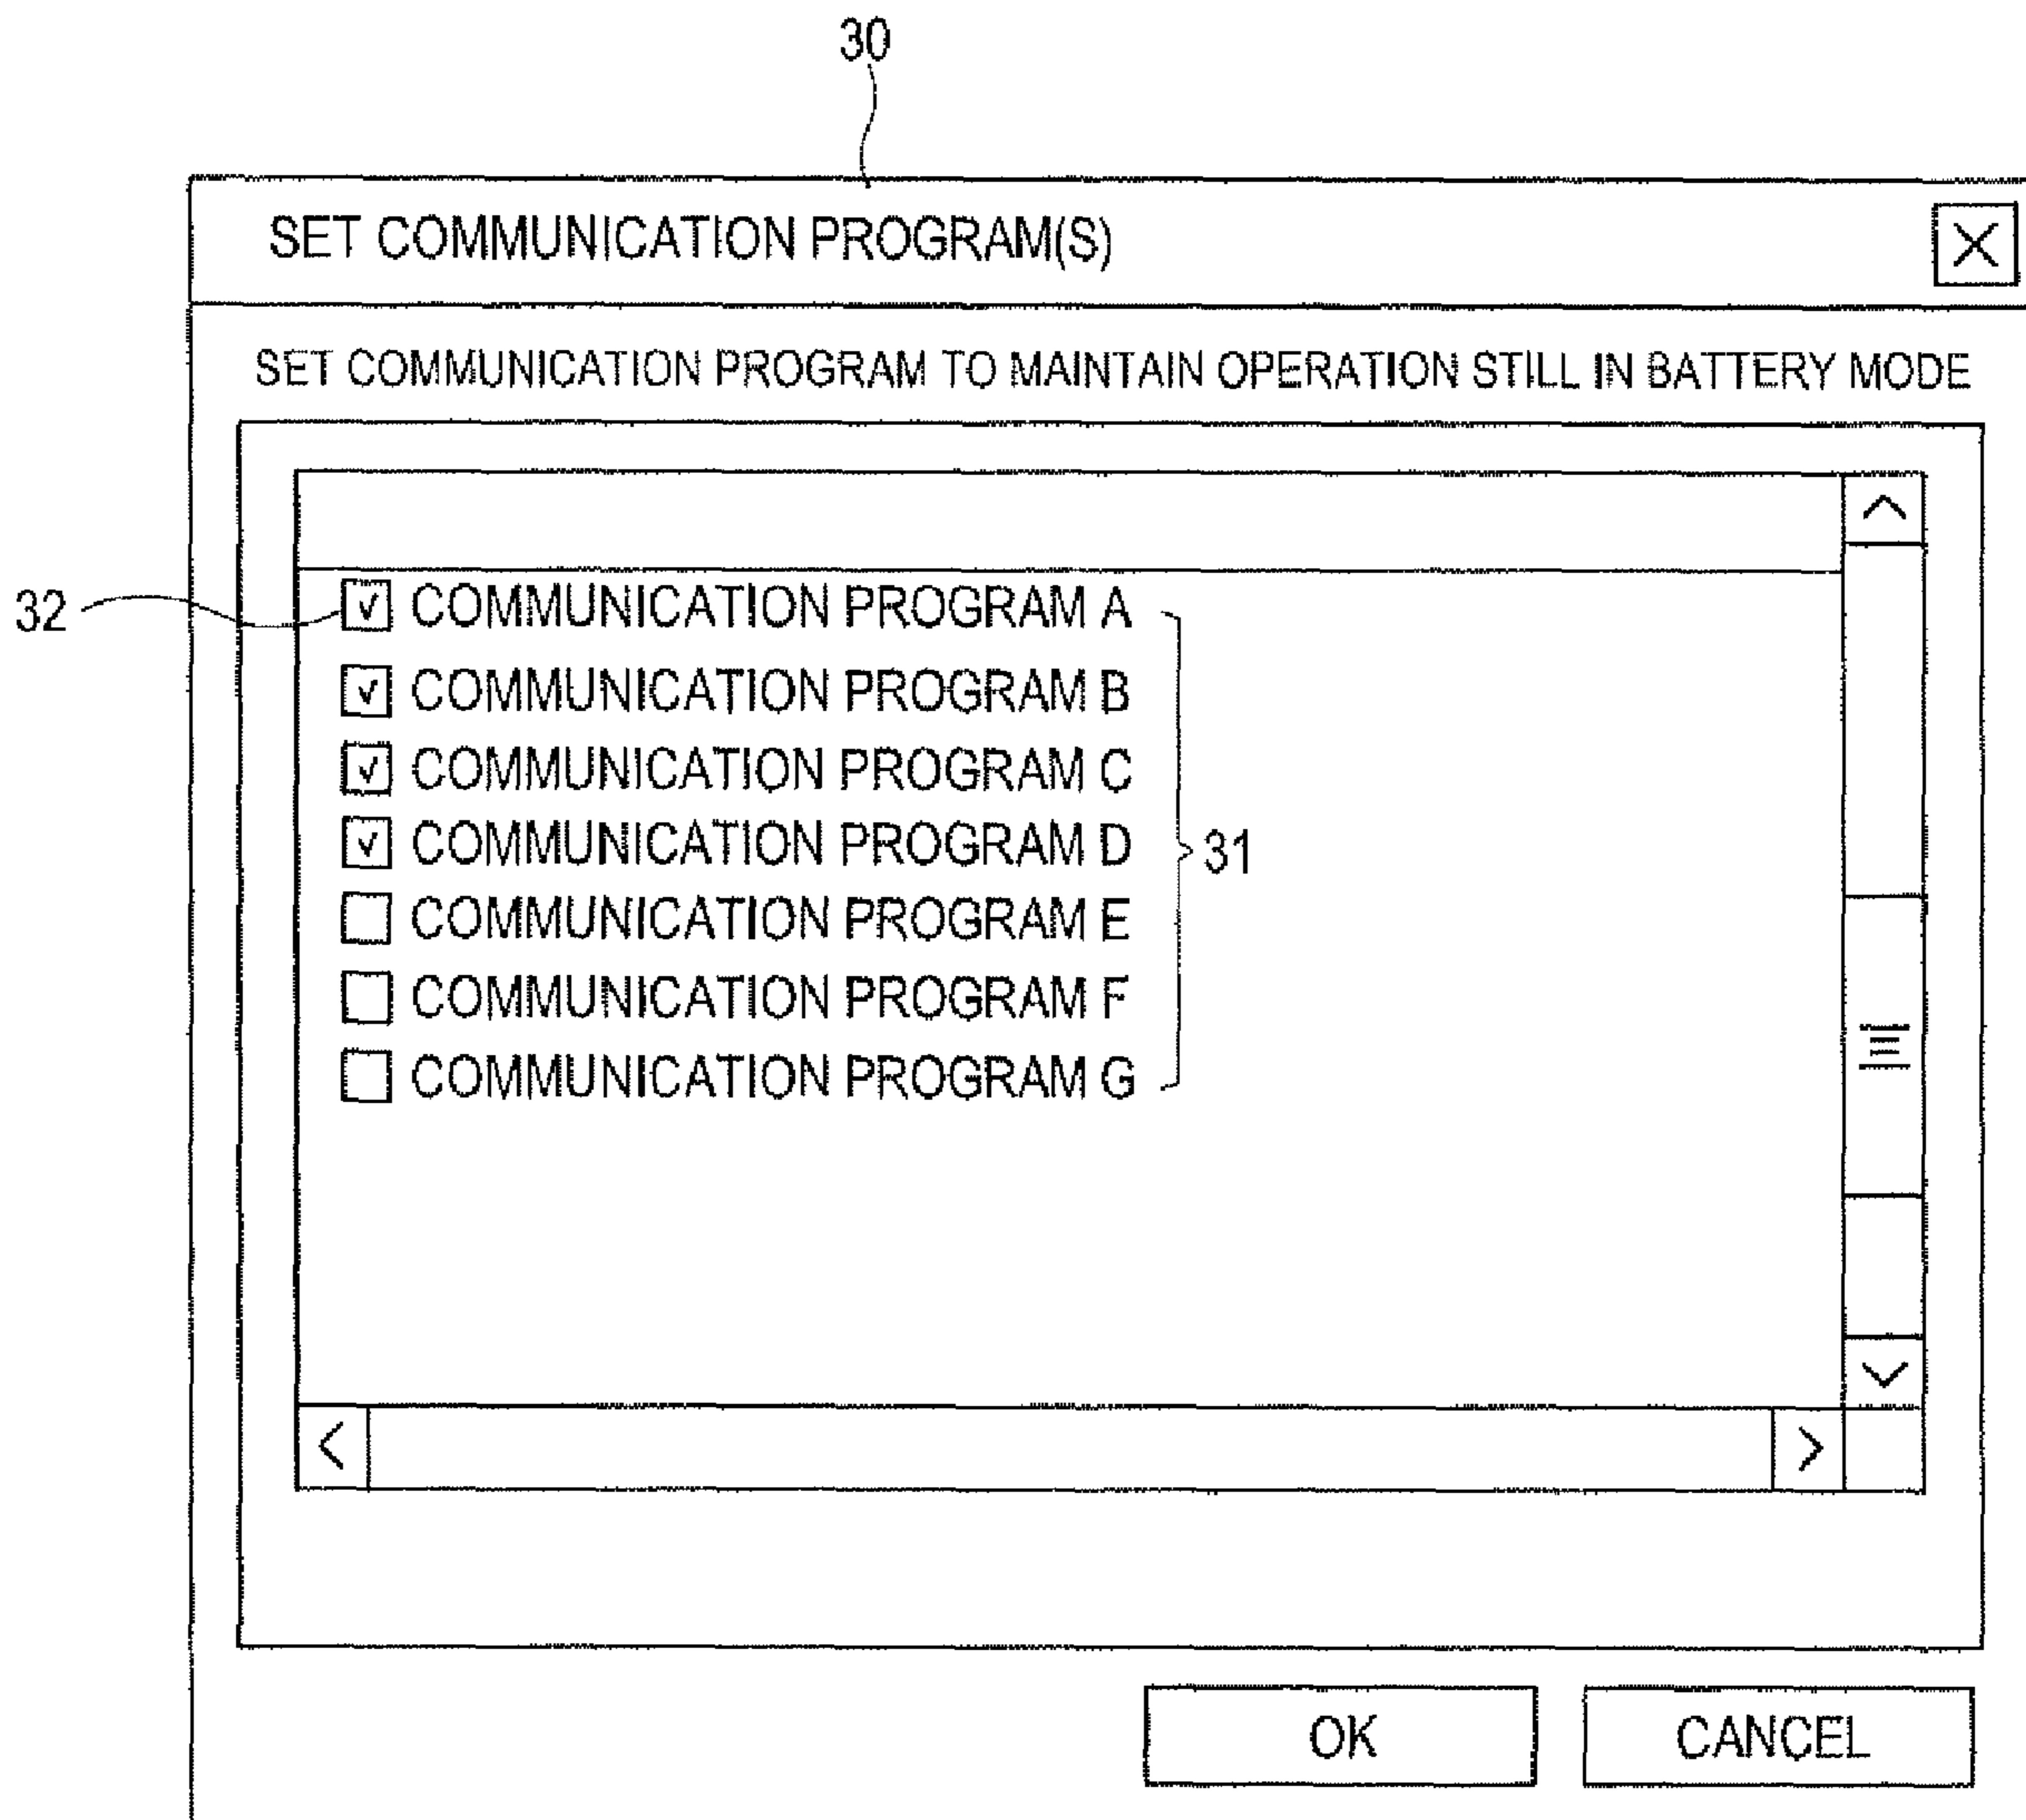 30
SET COMMUNICATION PROGRAM(S)
SET COMMUNICATION PROGRAM TO MAINTAIN OPERATION STILL IN BATTERY MODE
32
COMMUNICATION PROGRAM A
COMMUNICATION PROGRAM B
COMMUNICATION PROGRAM C
COMMUNICATION PROGRAM D
31
COMMUNICATION PROGRAM E
COMMUNICATION PROGRAM F
COMMUNICATION PROGRAM G
OK
CANCEL